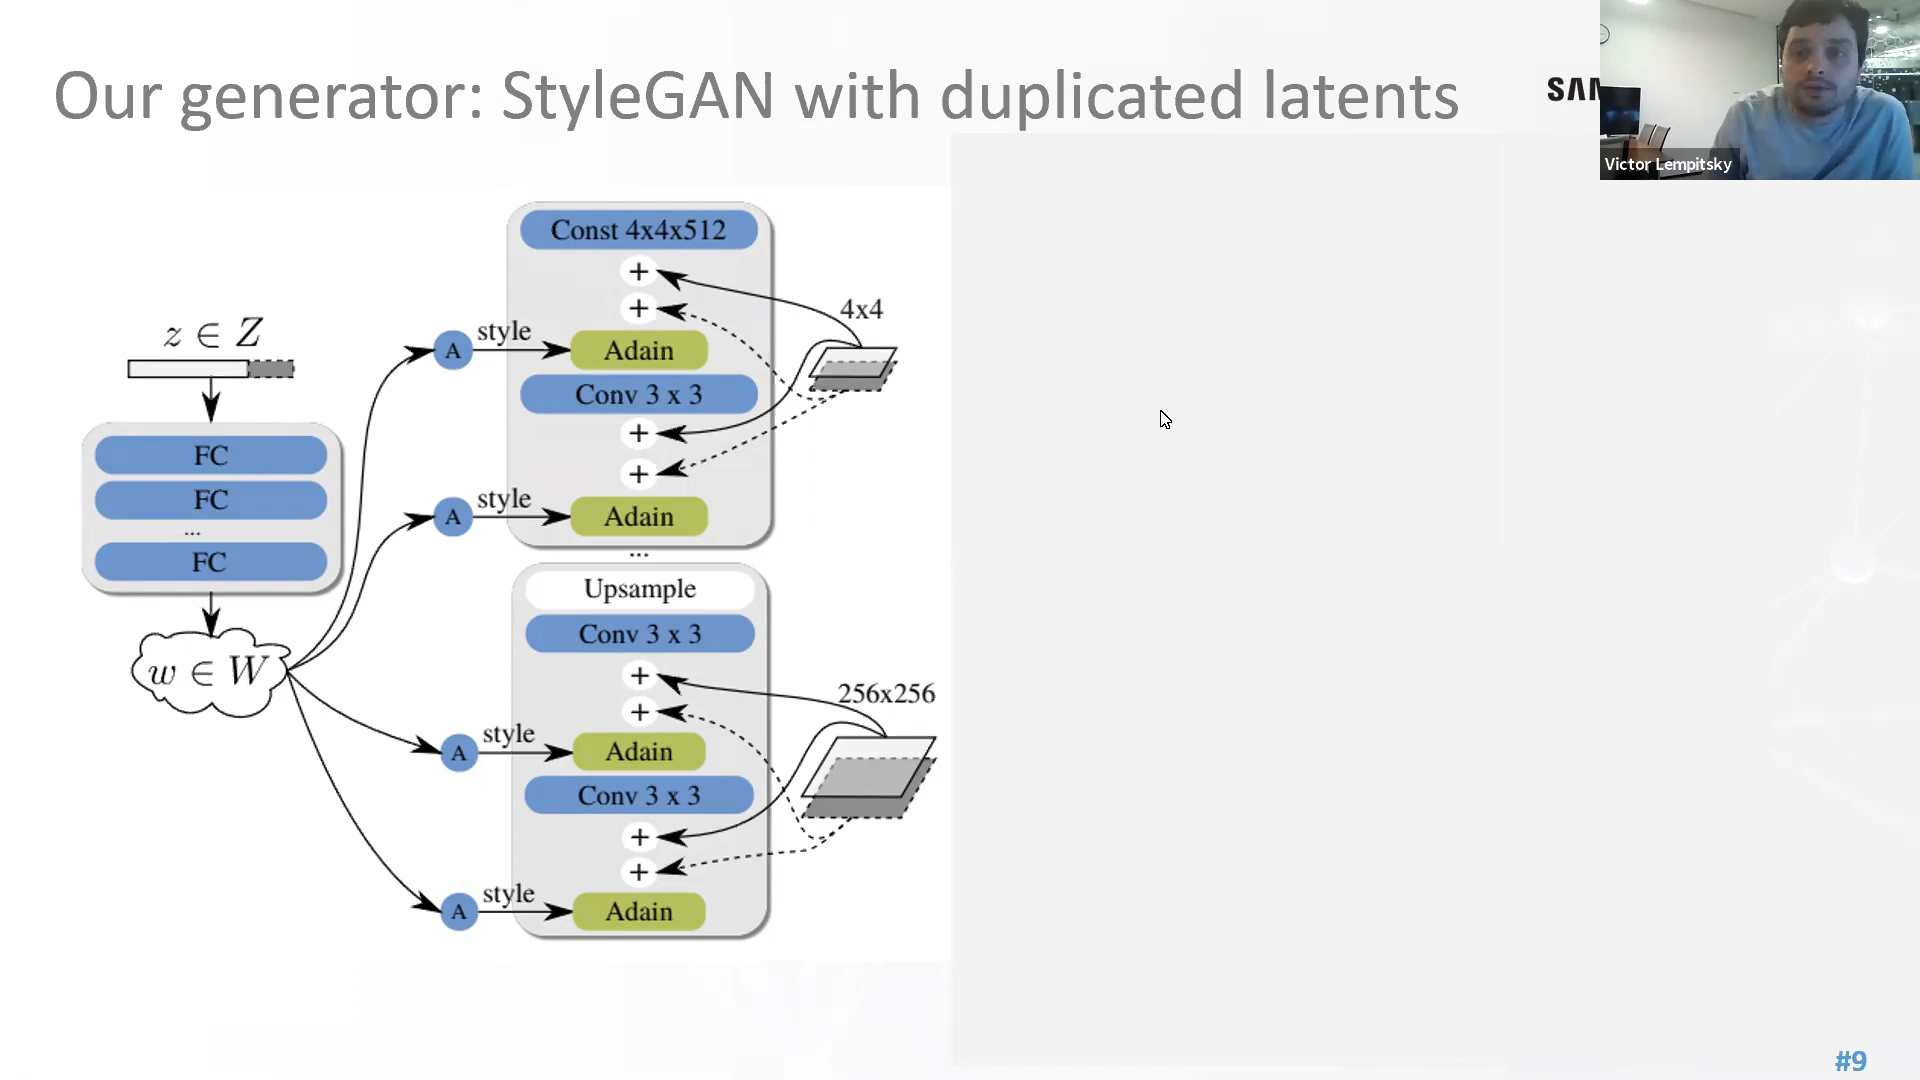 Our generator: StyleGAN with duplicated latents
Victor Lempitsky
z ∈ Z
FC
FC
...
FC
w ∈ W
A
style
A
style
A
style
A
style
Const 4x4x512
+
+
Adain
Conv 3 x 3
+
+
Adain
...
Upsample
Conv 3 x 3
+
+
Adain
Conv 3 x 3
+
+
Adain
4x4
256x256
#9